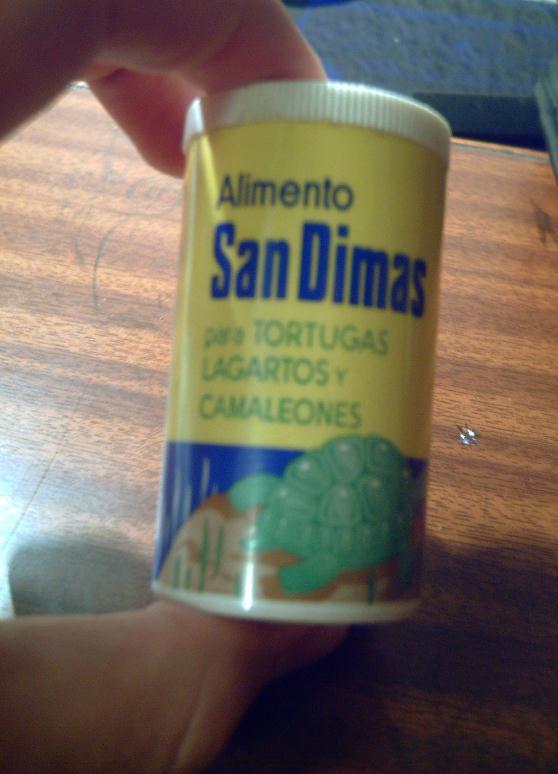 Alimento
San Dimas
para TORTUGAS
LAGARTOS Y
CAMALEONES